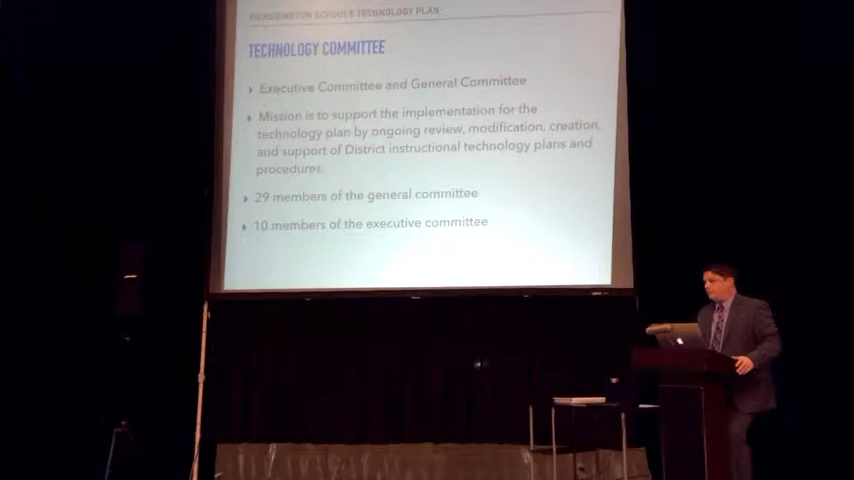 PICKERINGTON SCHOOLS TECHNOLOGY PLAN
TECHNOLOGY COMMITTEE
Executive Committee and General Committee
Mission is to support the implementation for the
technology plan by ongoing review, modification, creation,
and support of District instructional technology plans and
procedures.
29 members of the general committee
10 members of the executive committee